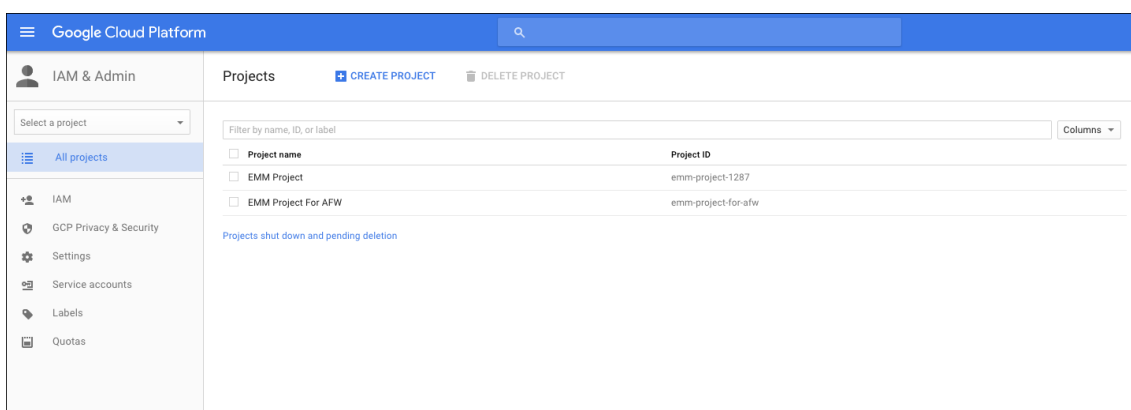 Google Cloud Platform
IAM & Admin
Projects
CREATE PROJECT
DELETE PROJECT
Select a project
All projects
IAM
GCP Privacy & Security
Settings
Service accounts
Labels
Quotas
Filter by name, ID, or label
Columns
Project name Project ID
EMM Project emm-project-1287
EMM Project For AFW emm-project-for-afw
Projects shut down and pending deletion